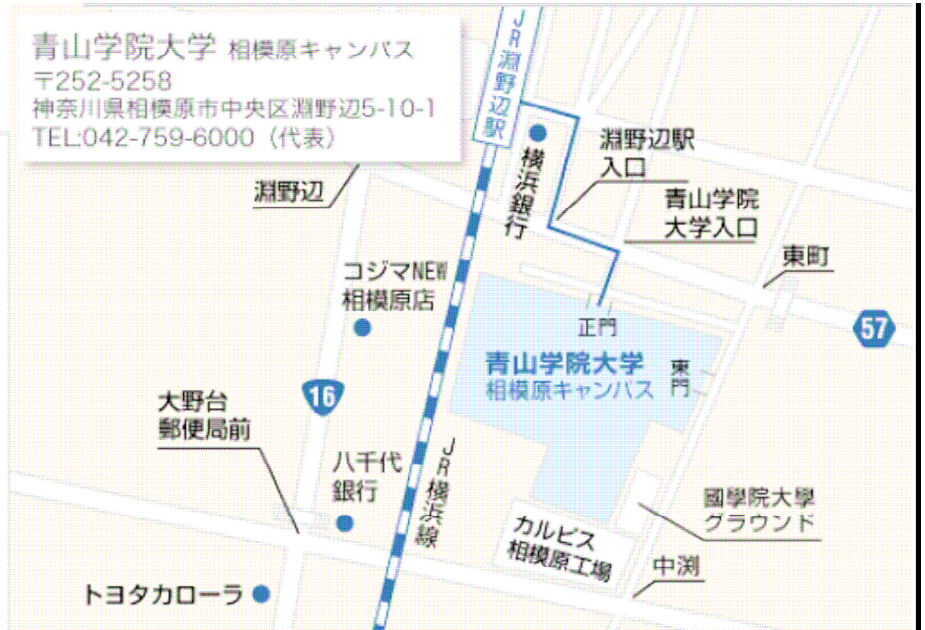 青山学院大学 相模原キャンパス
〒252-5258
神奈川県相模原市中央区淵野辺5-10-1
TEL:042-759-6000（代表）
JR淵野辺駅
横浜銀行
淵野辺駅
入口
淵野辺
青山学院
大学入口
東町
コジマNEW
相模原店
正門
57
青山学院大学
相模原キャンパス
東門
16
大野台
郵便局前
八千代
銀行
JR横浜線
國學院大學
グラウンド
カルピス
相模原工場
中渕
トヨタカローラ